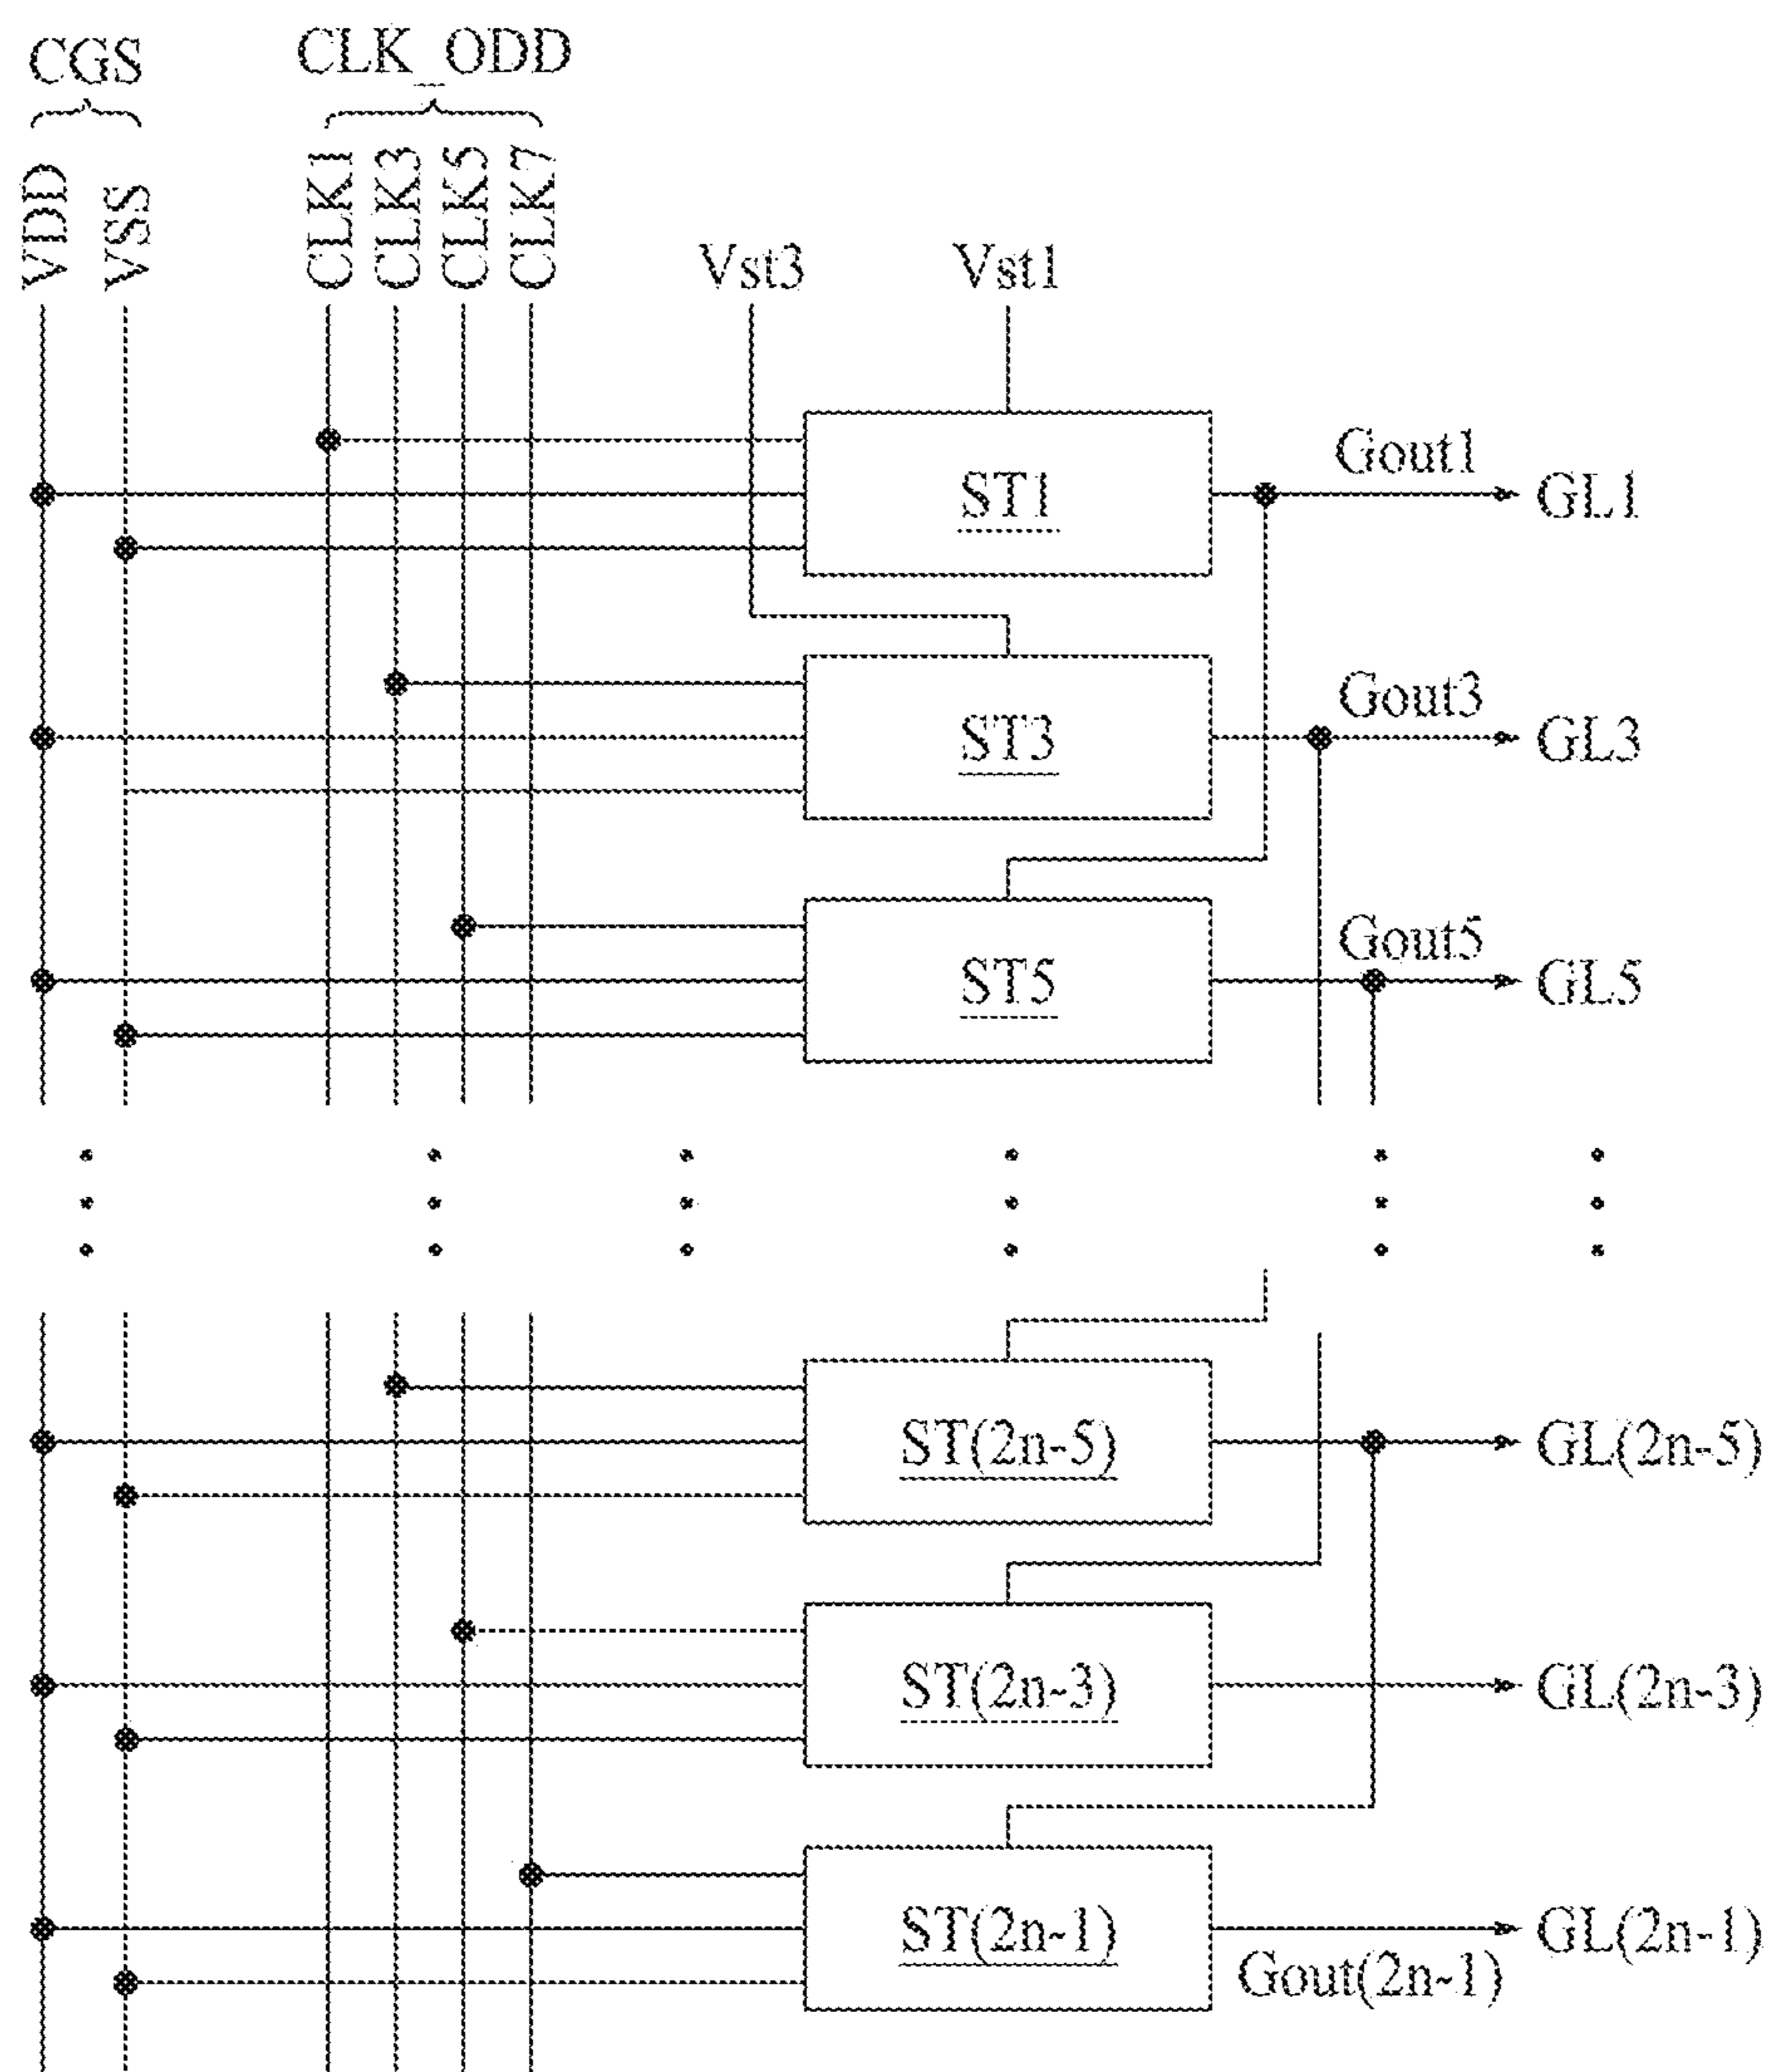 CGS
CLK_ODD
VDD
VSS
CLK1
CLK3
CLK5
CLK7
Vst3
Vst1
ST1
Gout1
GL1
ST3
Gout3
GL3
ST5
Gout5
GL5
ST(2n-5)
GL(2n-5)
ST(2n-3)
GL(2n-3)
ST(2n-1)
GL(2n-1)
Gout(2n-1)